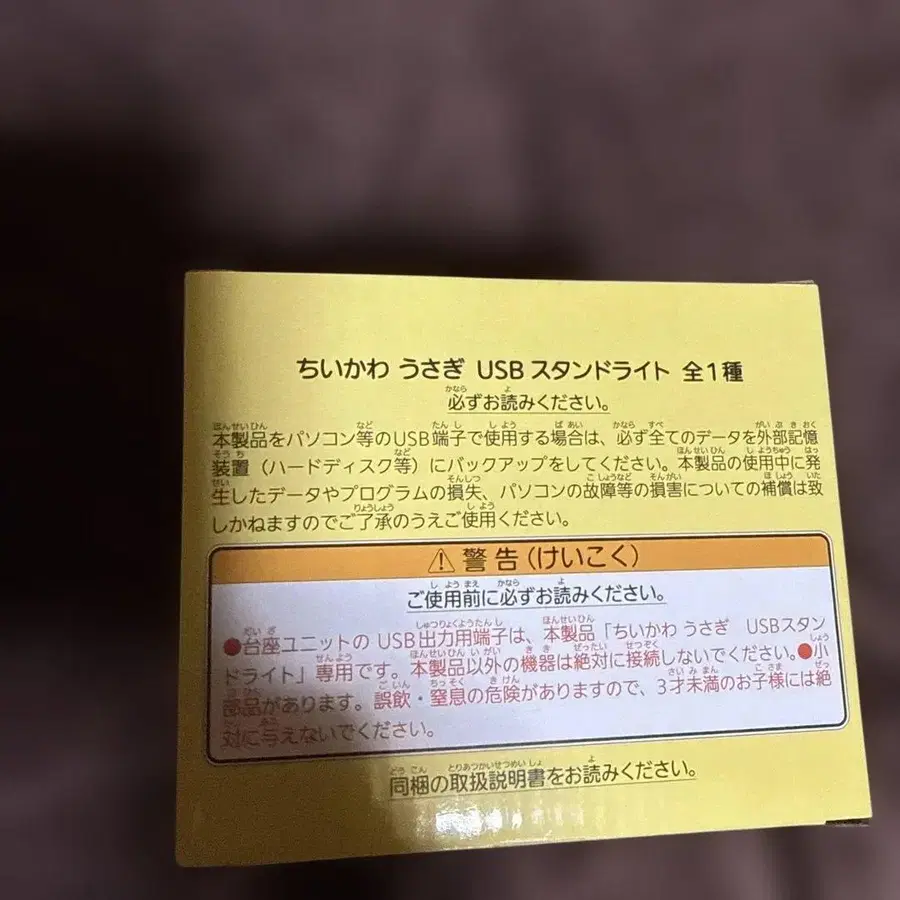 ちいかわ うさぎ USB スタンドライト 全1種
必ずお読みください。
本製品をパソコン等のUSB端子で使用する場合は、必ず全てのデータを外部記憶
装置（ハードディスク等）にバックアップをしてください。本製品の使用中に発
生したデータやプログラムの損失、パソコンの故障等の損害についての補償は致
しかねますのでご了承のうえご使用ください。
⚠ 警告（けいこく）
ご使用前に必ずお読みください。
●台座ユニットの USB出力用端子は、本製品「ちいかわ うさぎ USBスタン
ドライト」専用です。本製品以外の機器は絶対に接続しないでください。●小
部品があります。誤飲・窒息の危険がありますので、3才未満のお子様には絶
対に与えないでください。
同梱の取扱説明書をお読みください。